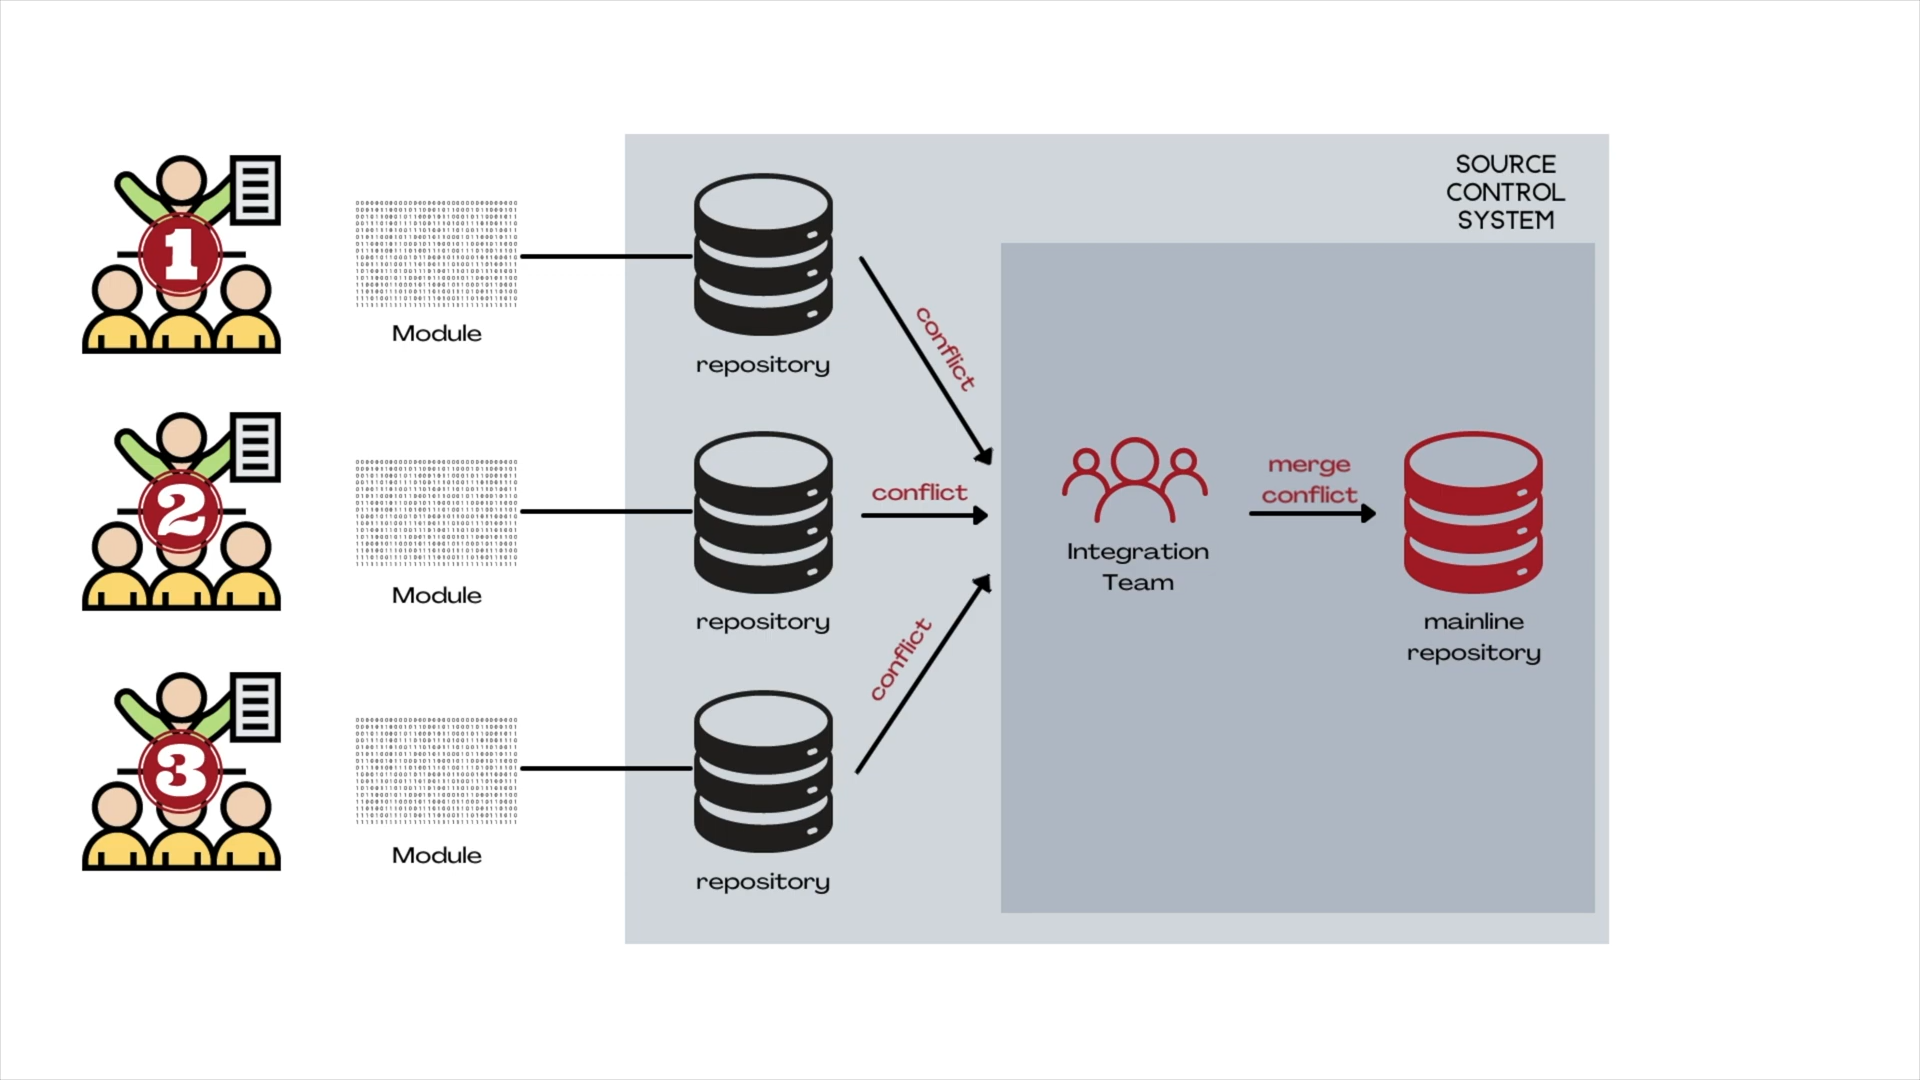 SOURCE
CONTROL
SYSTEM
1
Module
repository
conflict
2
Module
repository
conflict
Integration
Team
merge
conflict
mainline
repository
3
Module
repository
conflict